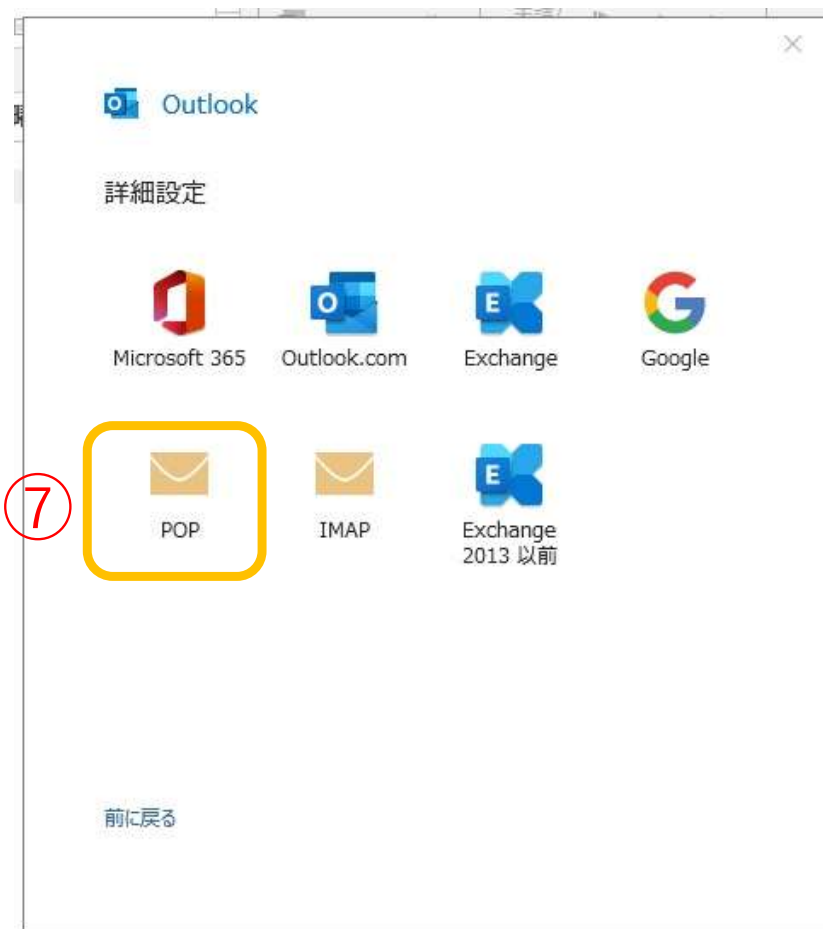 Outlook
詳細設定
Microsoft 365
Outlook.com
Exchange
Google
⑦
POP
IMAP
Exchange
2013 以前
前に戻る